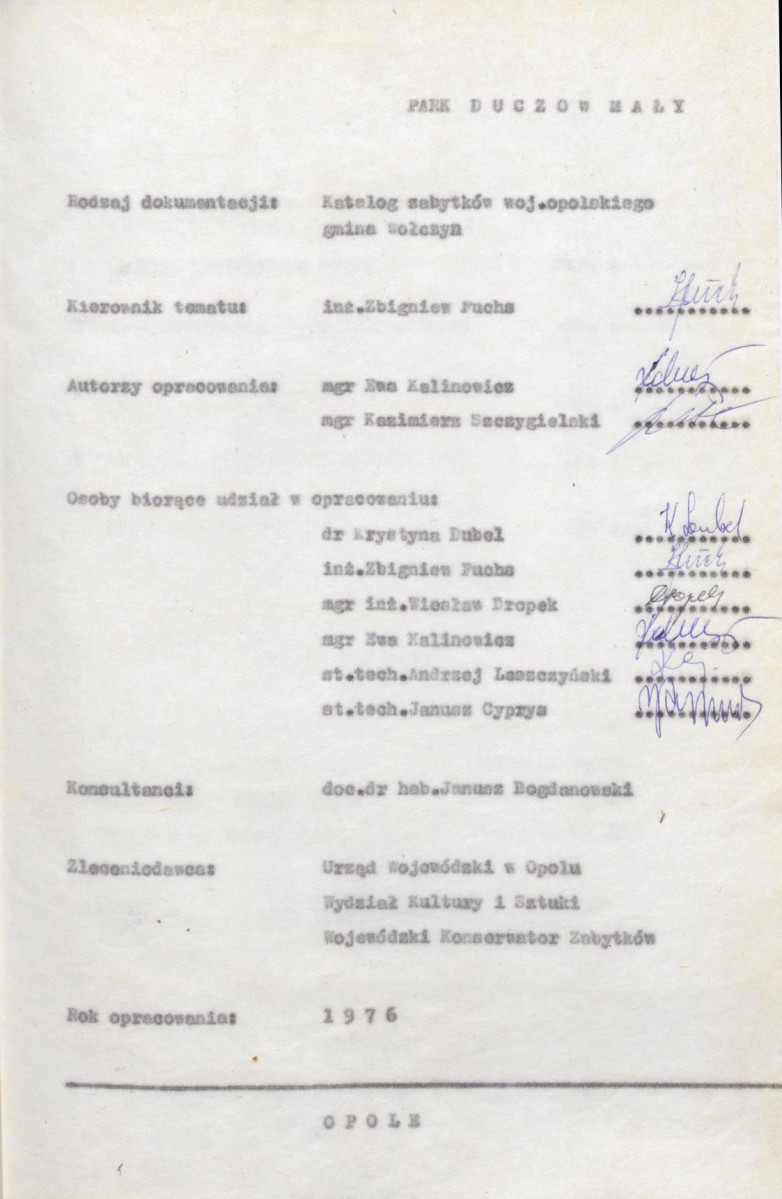 PARK D U C Z O W M A Ł Y
Rodzaj dokumentacji: Katalog zabytków woj.opolskiego
gmina Wołczyn
Kierownik tematu: inż.Zbigniew Fuchs
Autorzy opracowania: mgr Ewa Kalinowicz
mgr Kazimierz Szczygielski
Osoby biorące udział w opracowaniu:
dr Krystyna Dubel
inż.Zbigniew Fuchs
mgr inż.Wiesław Dropek
mgr Ewa Kalinowicz
st.tech.Andrzej Leszczyński
st.tech.Janusz Cyprys
Konsultanci: doc.dr hab.Janusz Bogdanowski
Zleceniodawca: Urząd Wojewódzki w Opolu
Wydział Kultury i Sztuki
Wojewódzki Konserwator Zabytków
Rok opracowania: 1 9 7 6
O P O L E